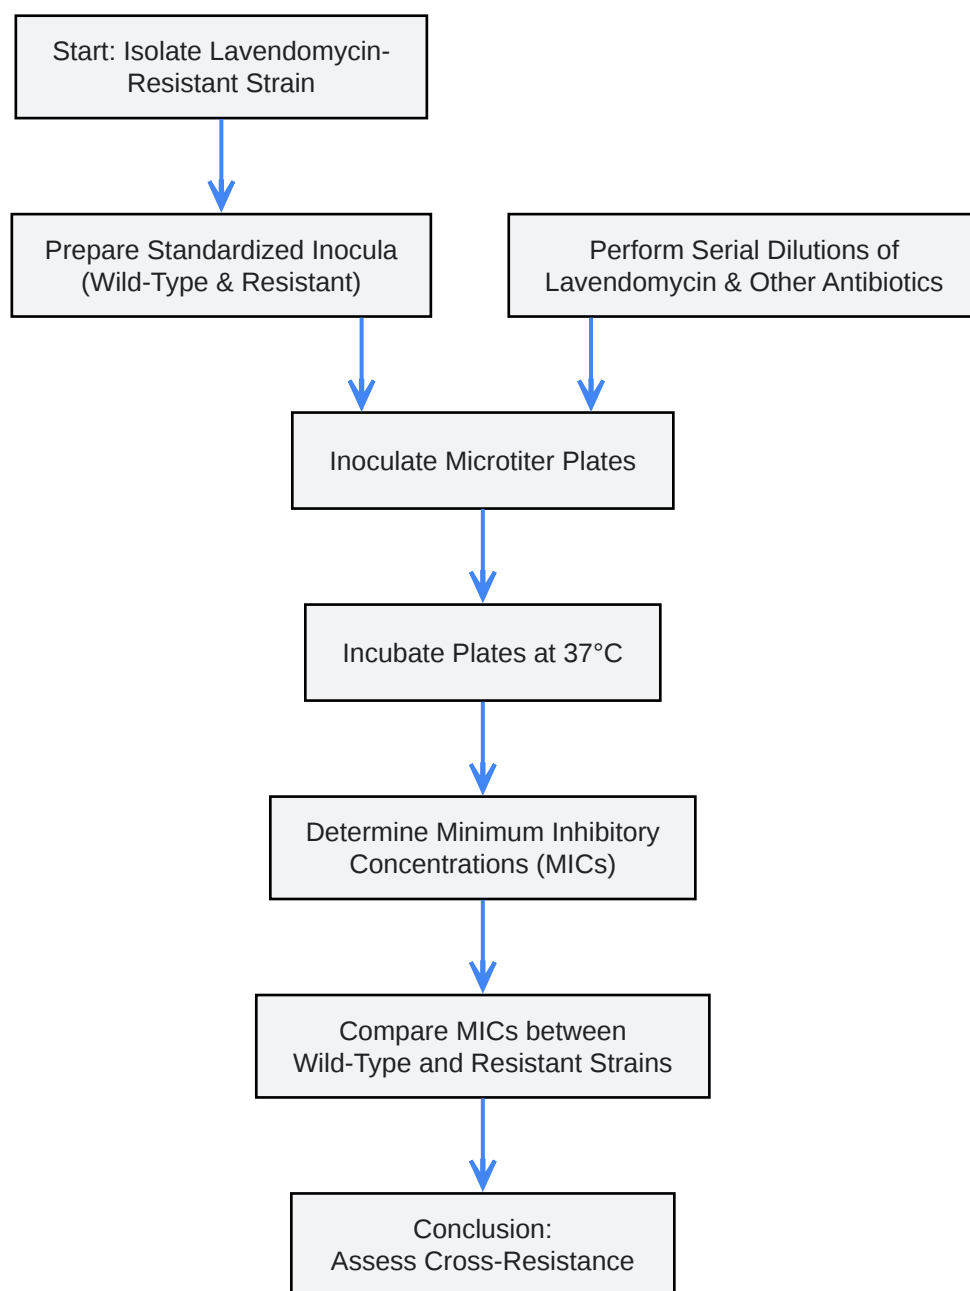 Start: Isolate Lavendomycin-
Resistant Strain
Prepare Standardized Inocula
(Wild-Type & Resistant)
Perform Serial Dilutions of
Lavendomycin & Other Antibiotics
Inoculate Microtiter Plates
Incubate Plates at 37°C
Determine Minimum Inhibitory
Concentrations (MICs)
Compare MICs between
Wild-Type and Resistant Strains
Conclusion:
Assess Cross-Resistance